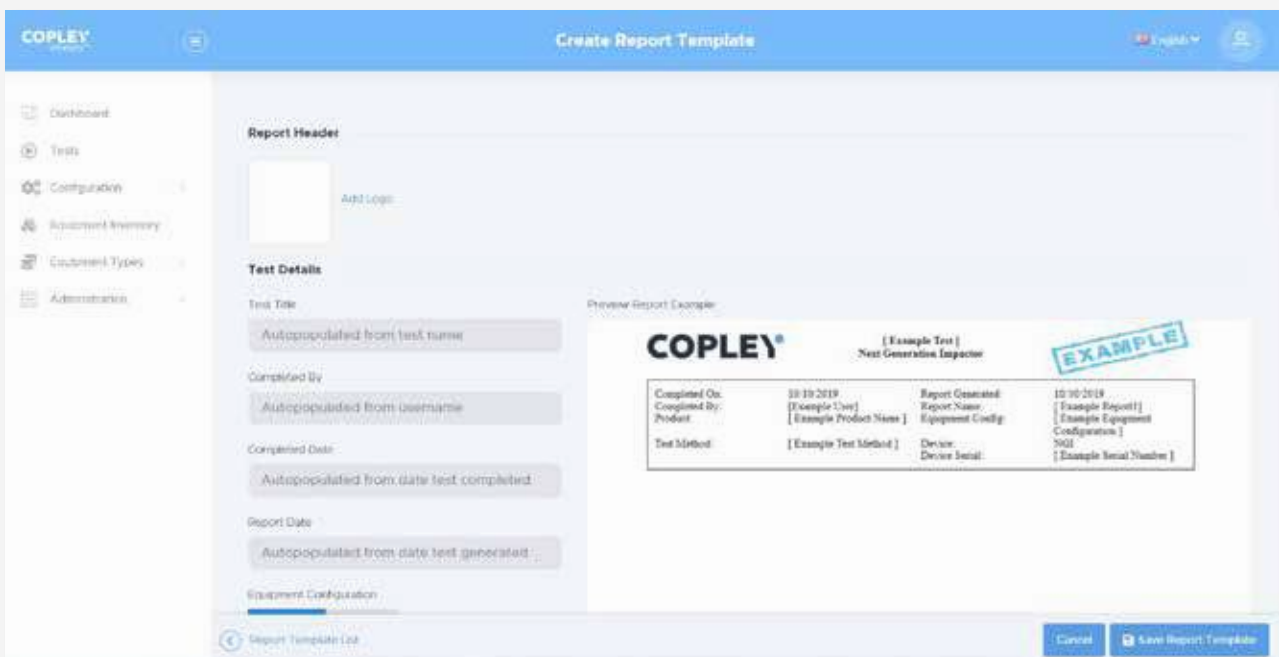 COPLEY
Create Report Template
English
Dashboard
Tests
Configuration
Equipment Inventory
Equipment Types
Administration
Report Header
Add Logo
Test Details
Test Title
Autopopulated from test name
Completed By
Autopopulated from username
Completed Date
Autopopulated from date test completed
Report Date
Autopopulated from date test generated
Equipment Configuration
Preview Report Example
COPLEY
[ Example Test ]
Next Generation Impactor
EXAMPLE
Completed On: 10/10/2019 Report Generated: 10/10/2019
Completed By: [Example User] Report Name: [ Example Report1]
Product: [ Example Product Name ] Equipment Config: [ Example Equipment
Configuration ]
Test Method: [ Example Test Method ] Device: NGI
Device Serial: [ Example Serial Number ]
Report Template List
Cancel
Save Report Template